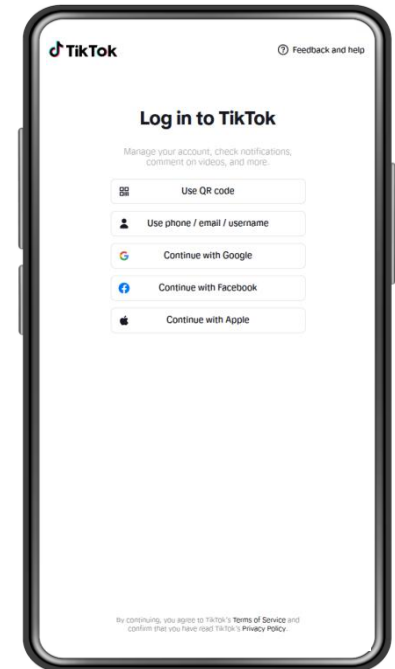 TikTok
Feedback and help
Log in to TikTok
Manage your account, check notifications,
comment on videos, and more.
Use QR code
Use phone / email / username
Continue with Google
Continue with Facebook
Continue with Apple
By continuing, you agree to TikTok's Terms of Service and
confirm that you have read TikTok's Privacy Policy.